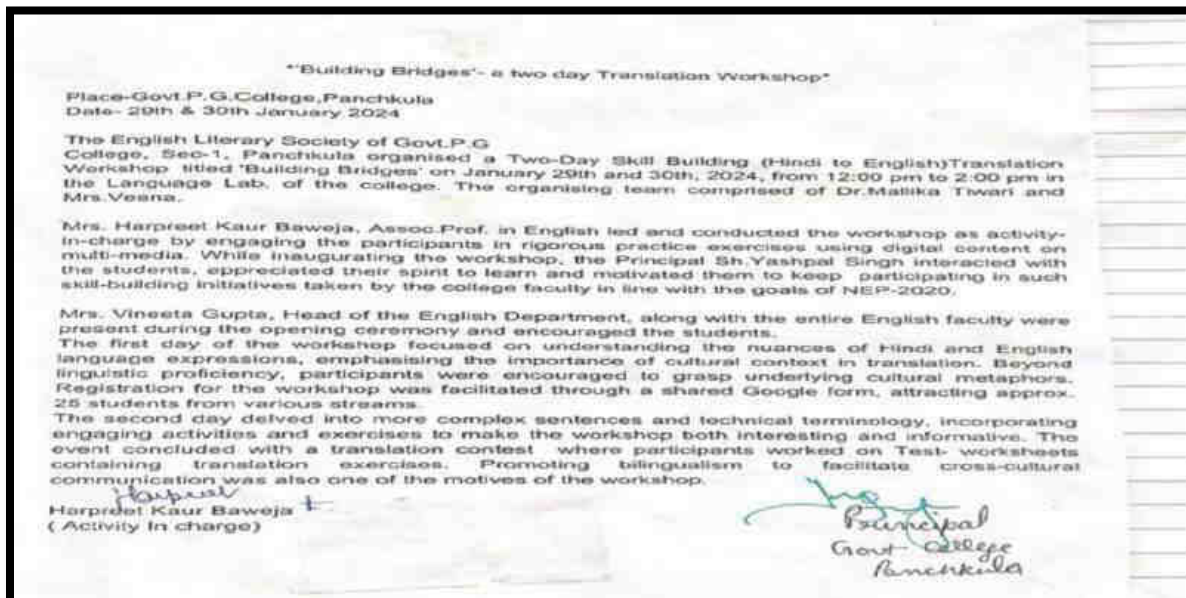 *'Building Bridges'- a two day Translation Workshop*
Place-Govt.P.G.College,Panchkula
Date- 29th & 30th January 2024
The English Literary Society of Govt.P.G
College, Sec-1, Panchkula organised a Two-Day Skill Building (Hindi to English)Translation
Workshop titled 'Building Bridges' on January 29th and 30th, 2024, from 12:00 pm to 2:00 pm in
the Language Lab. of the college. The organising team comprised of Dr.Mallika Tiwari and
Mrs.Veena.
Mrs. Harpreet Kaur Baweja, Assoc.Prof. in English led and conducted the workshop as activity-
in-charge by engaging the participants in rigorous practice exercises using digital content on
multi-media. While inaugurating the workshop, the Principal Sh.Yashpal Singh interacted with
the students, appreciated their spirit to learn and motivated them to keep participating in such
skill-building initiatives taken by the college faculty in line with the goals of NEP-2020.
Mrs. Vineeta Gupta, Head of the English Department, along with the entire English faculty were
present during the opening ceremony and encouraged the students.
The first day of the workshop focused on understanding the nuances of Hindi and English
language expressions, emphasising the importance of cultural context in translation. Beyond
linguistic proficiency, participants were encouraged to grasp underlying cultural metaphors.
Registration for the workshop was facilitated through a shared Google form, attracting approx.
25 students from various streams.
The second day delved into more complex sentences and technical terminology, incorporating
engaging activities and exercises to make the workshop both interesting and informative. The
event concluded with a translation contest where participants worked on Test- worksheets
containing translation exercises. Promoting bilingualism to facilitate cross-cultural
communication was also one of the motives of the workshop.
Harpreet
Harpreet Kaur Baweja
( Activity In charge)
Principal
Govt College
Panchkula